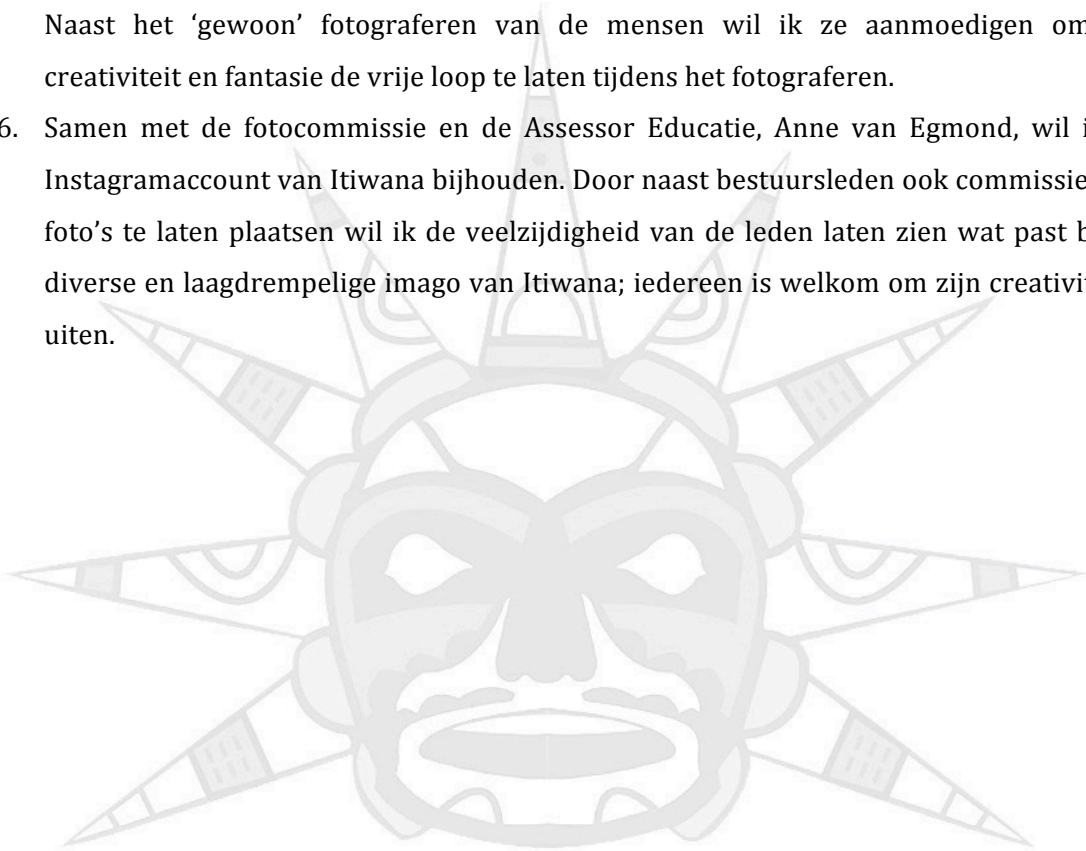 Naast het ‘gewoon’ fotograferen van de mensen wil ik ze aanmoedigen om
creativiteit en fantasie de vrije loop te laten tijdens het fotograferen.
6. Samen met de fotocommissie en de Assessor Educatie, Anne van Egmond, wil
Instagramaccount van Itiwana bijhouden. Door naast bestuursleden ook commissie
foto’s te laten plaatsen wil ik de veelzijdigheid van de leden laten zien wat past
diverse en laagdrempelige imago van Itiwana; iedereen is welkom om zijn
uiten.